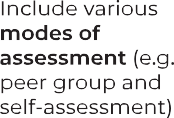 Include various
modes of
assessment (e.g.
peer group and
self-assessment)